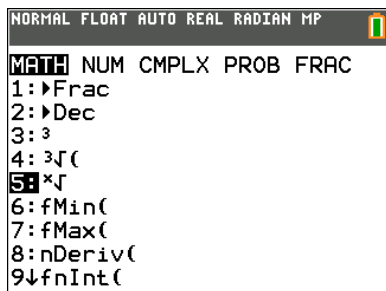 NORMAL FLOAT AUTO REAL RADIAN MP
MATH NUM CMPLX PROB FRAC
1:▶Frac
2:▶Dec
3:³
4:³√(
5:ˣ√
6:fMin(
7:fMax(
8:nDeriv(
9↓fnInt(